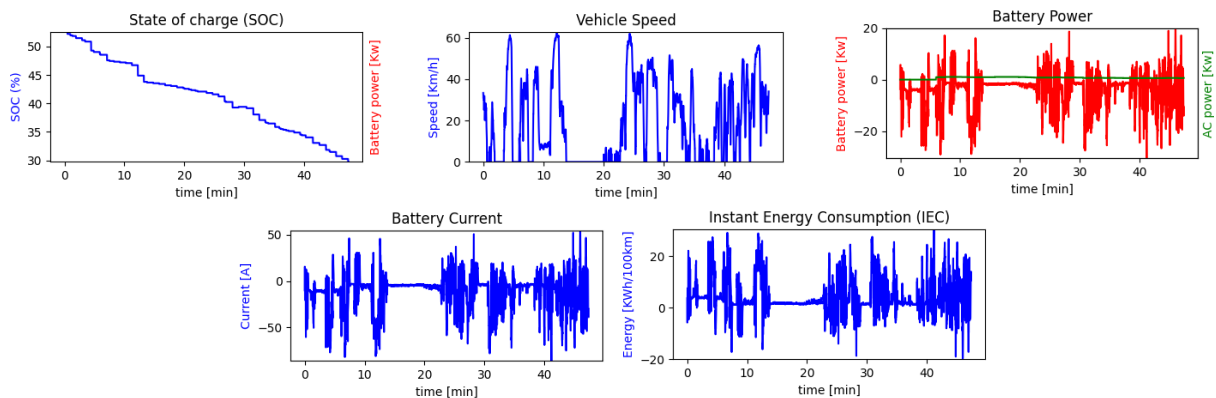 State of charge (SOC)
SOC (%)
50
45
40
35
30
0
10
20
30
40
time [min]
Battery power [Kw]
Vehicle Speed
Speed [Km/h]
60
40
20
0
0
10
20
30
40
time [min]
Battery Power
Battery power [Kw]
20
0
−20
0
10
20
30
40
time [min]
AC power [Kw]
Battery Current
Current [A]
50
0
−50
0
10
20
30
40
time [min]
Instant Energy Consumption (IEC)
Energy [KWh/100km]
20
0
−20
0
10
20
30
40
time [min]